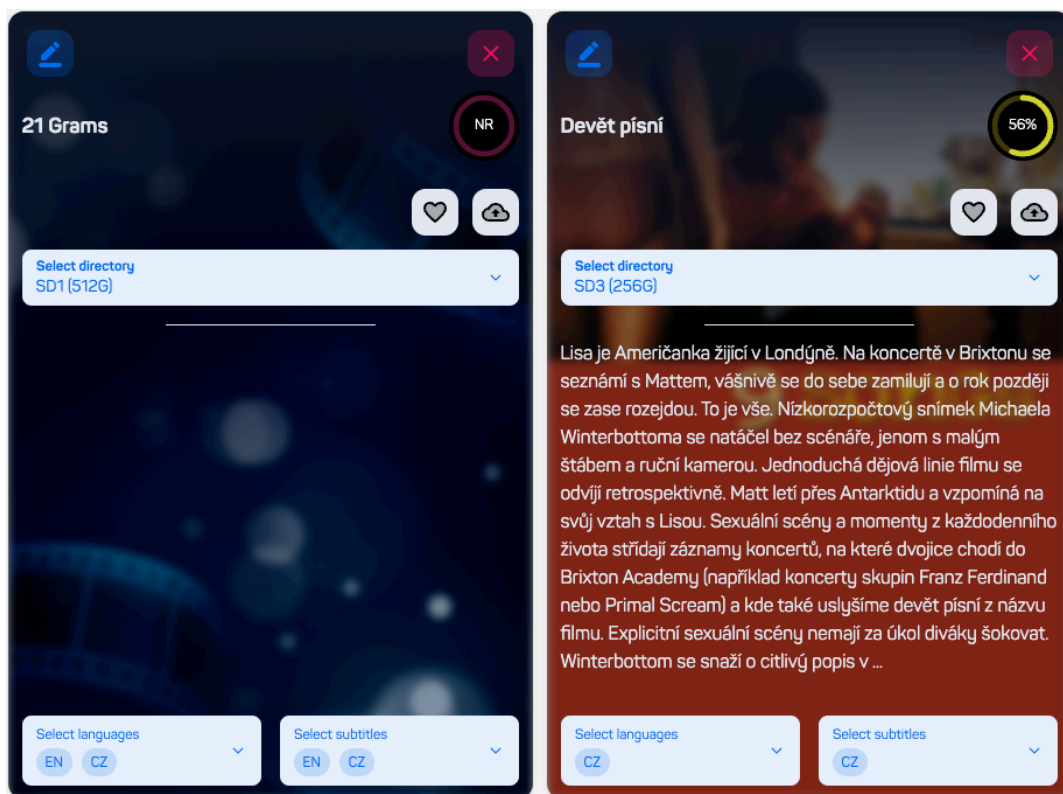 21 Grams
NR
Select directory
SD1 (512G)
Select languages
EN CZ
Select subtitles
EN CZ
Devět písní
56%
Select directory
SD3 (256G)
Lisa je Američanka žijící v Londýně. Na koncertě v Brixtonu se
seznámí s Mattem, vášnivě se do sebe zamilují a o rok později
se zase rozejdou. To je vše. Nízkorozpočtový snímek Michaela
Winterbottoma se natáčel bez scénáře, jenom s malým
štábem a ruční kamerou. Jednoduchá dějová linie filmu se
odvíjí retrospektivně. Matt letí přes Antarktidu a vzpomíná na
svůj vztah s Lisou. Sexuální scény a momenty z každodenního
života střídají záznamy koncertů, na které dvojice chodí do
Brixton Academy (například koncerty skupin Franz Ferdinand
nebo Primal Scream) a kde také uslyšíme devět písní z názvu
filmu. Explicitní sexuální scény nemají za úkol diváky šokovat.
Winterbottom se snaží o citlivý popis v ...
Select languages
CZ
Select subtitles
CZ